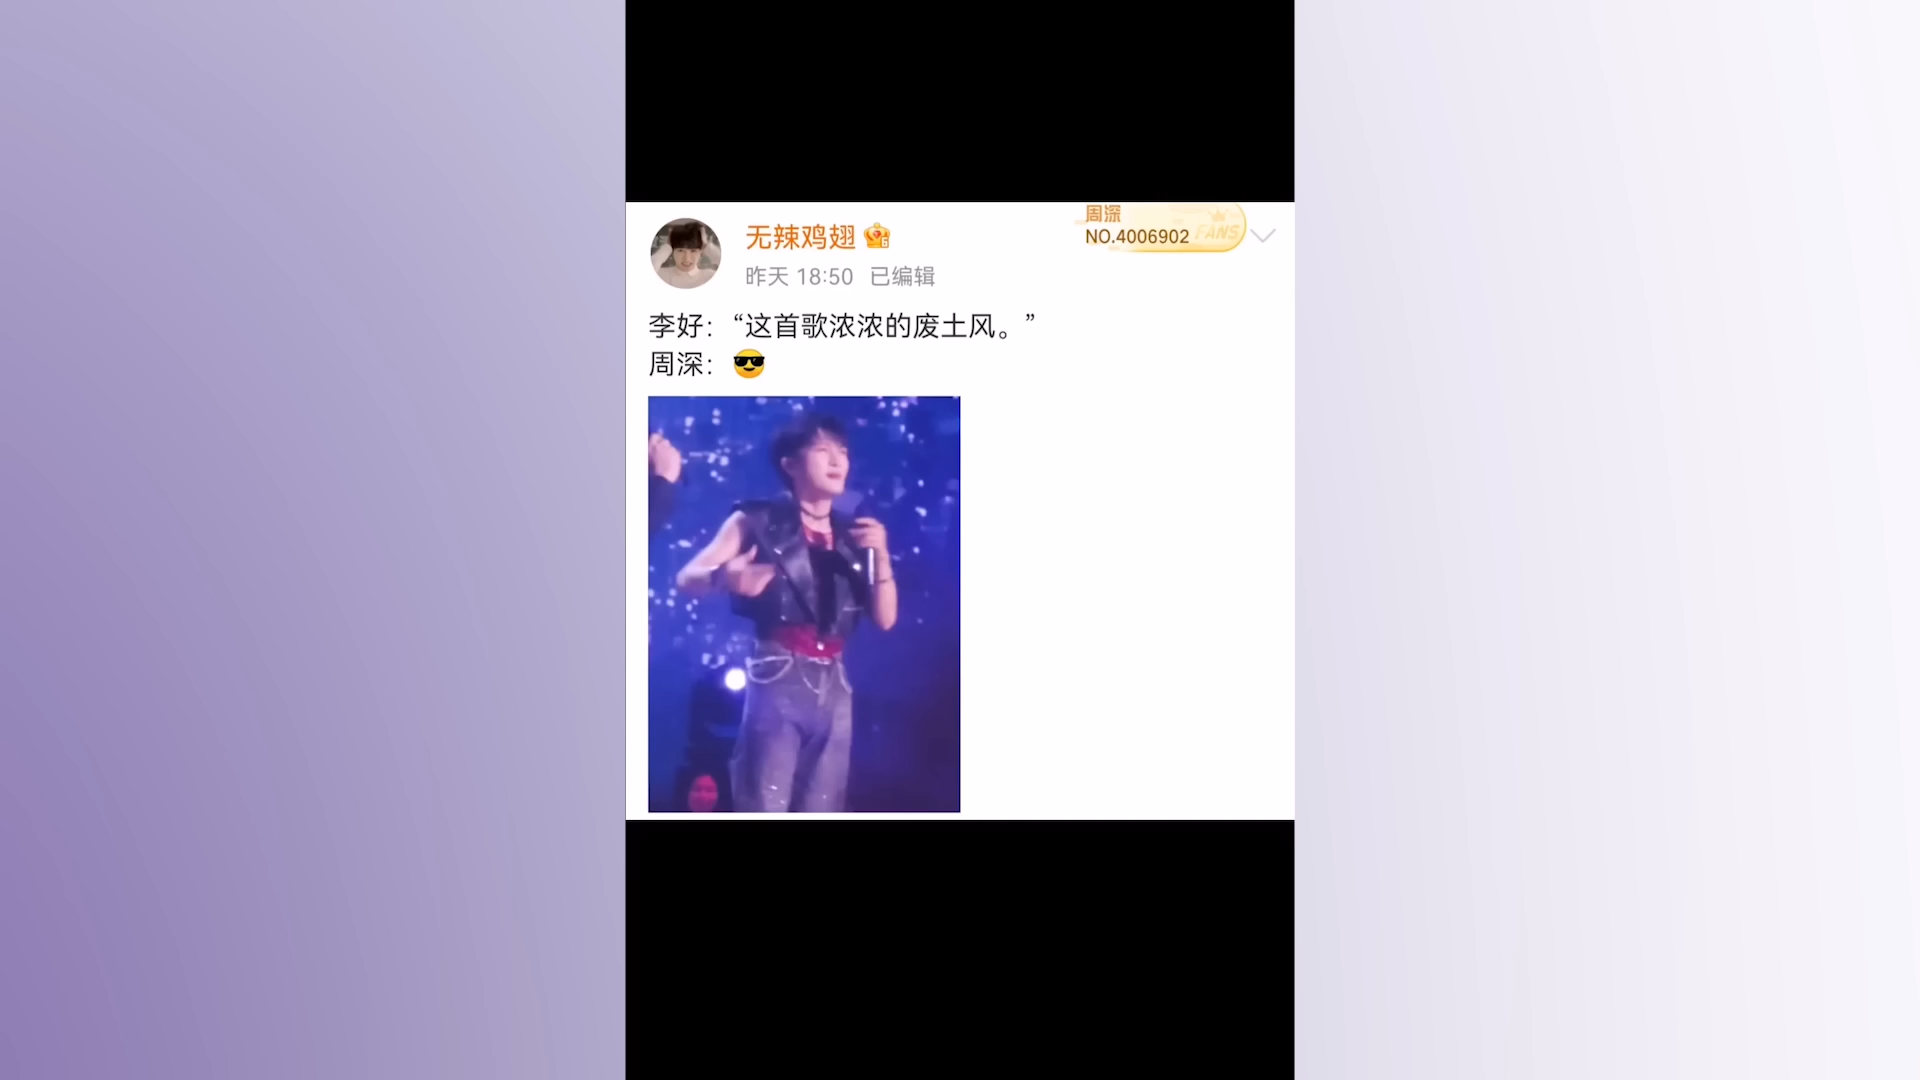 周深
无辣鸡翅
NO.4006902 FANS
昨天 18:50 已编辑
李好：“这首歌浓浓的废土风。”
周深：😎